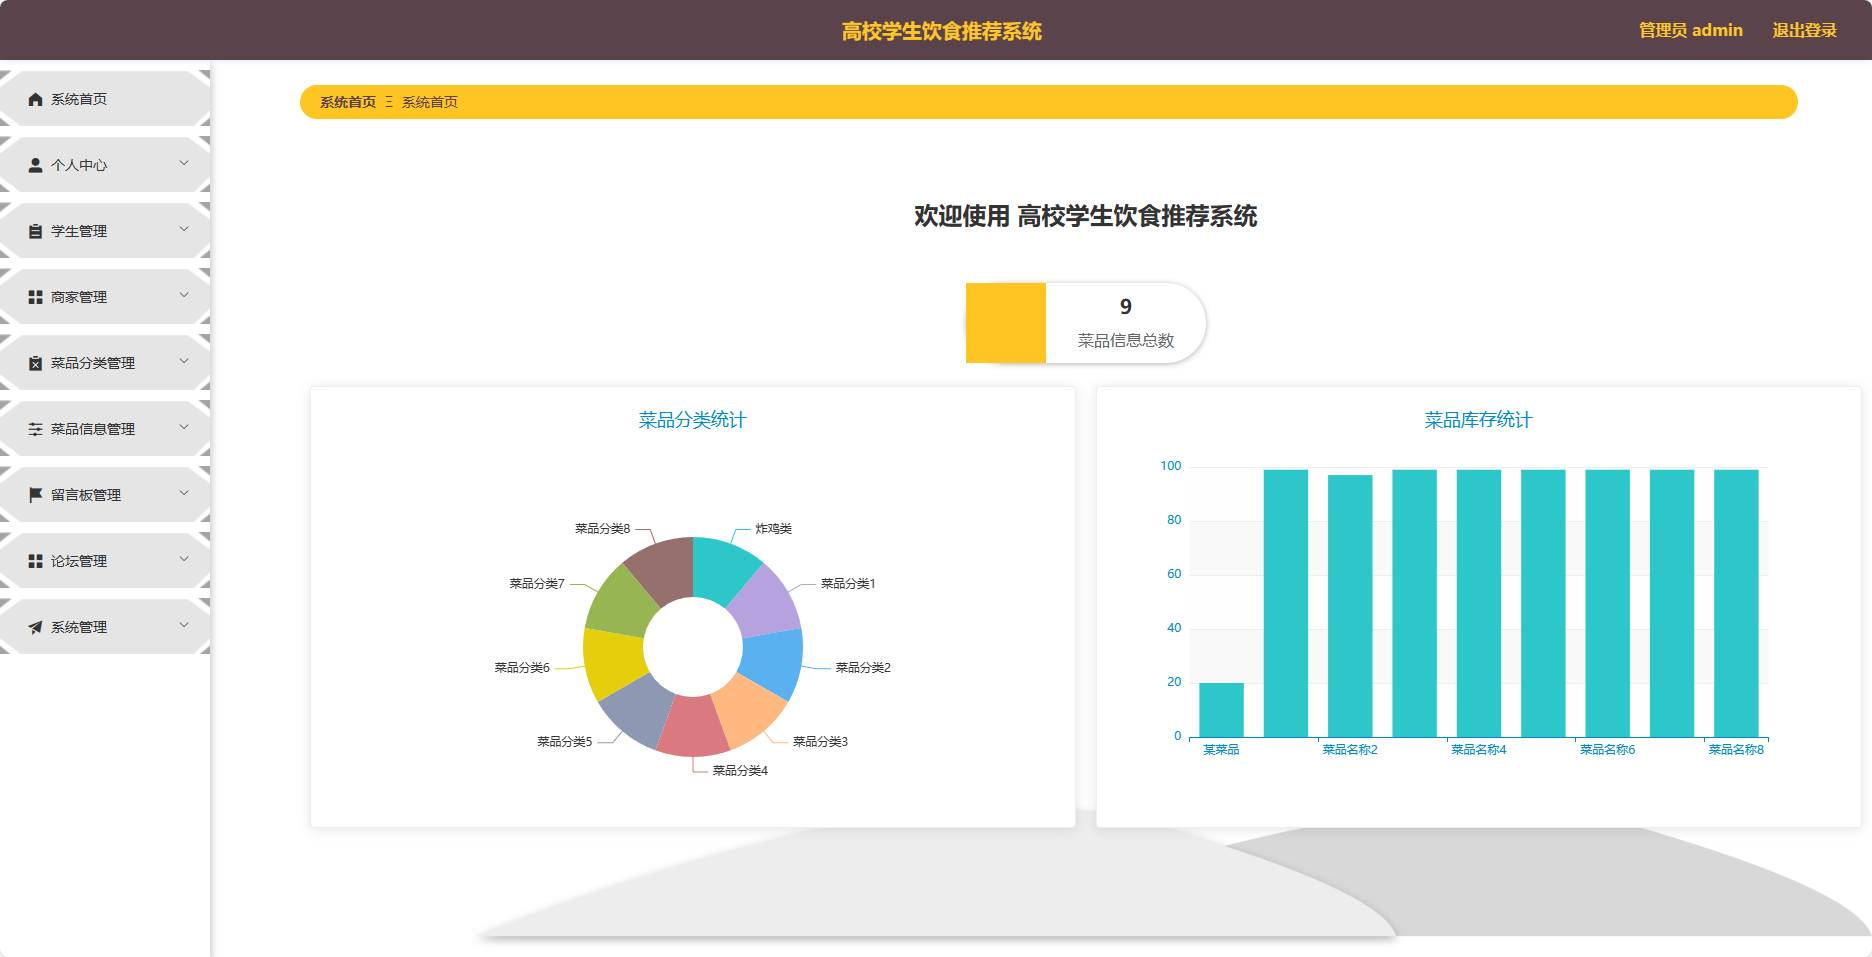 高校学生饮食推荐系统
管理员 admin
退出登录
系统首页
个人中心
学生管理
商家管理
菜品分类管理
菜品信息管理
留言板管理
论坛管理
系统管理
系统首页 Ξ 系统首页
欢迎使用 高校学生饮食推荐系统
9
菜品信息总数
菜品分类统计
炸鸡类
菜品分类1
菜品分类2
菜品分类3
菜品分类4
菜品分类5
菜品分类6
菜品分类7
菜品分类8
菜品库存统计
100
80
60
40
20
0
某菜品 菜品名称2 菜品名称4 菜品名称6 菜品名称8